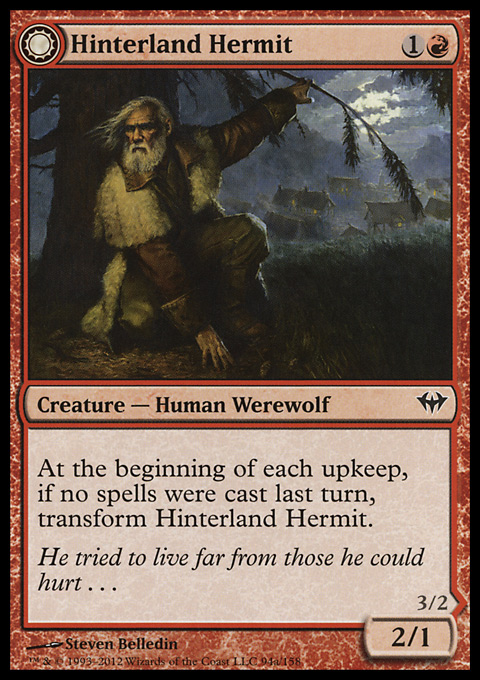 Hinterland Hermit 1
Creature — Human Werewolf
At the beginning of each upkeep,
if no spells were cast last turn,
transform Hinterland Hermit.
He tried to live far from those he could
hurt . . .
3/2
2/1
Steven Belledin
™ & © 1993–2012 Wizards of the Coast LLC 94a/158